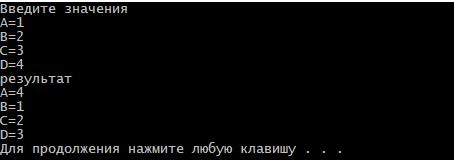 Введите значения
A=1
B=2
C=3
D=4
результат
A=4
B=1
C=2
D=3
Для продолжения нажмите любую клавишу . . .